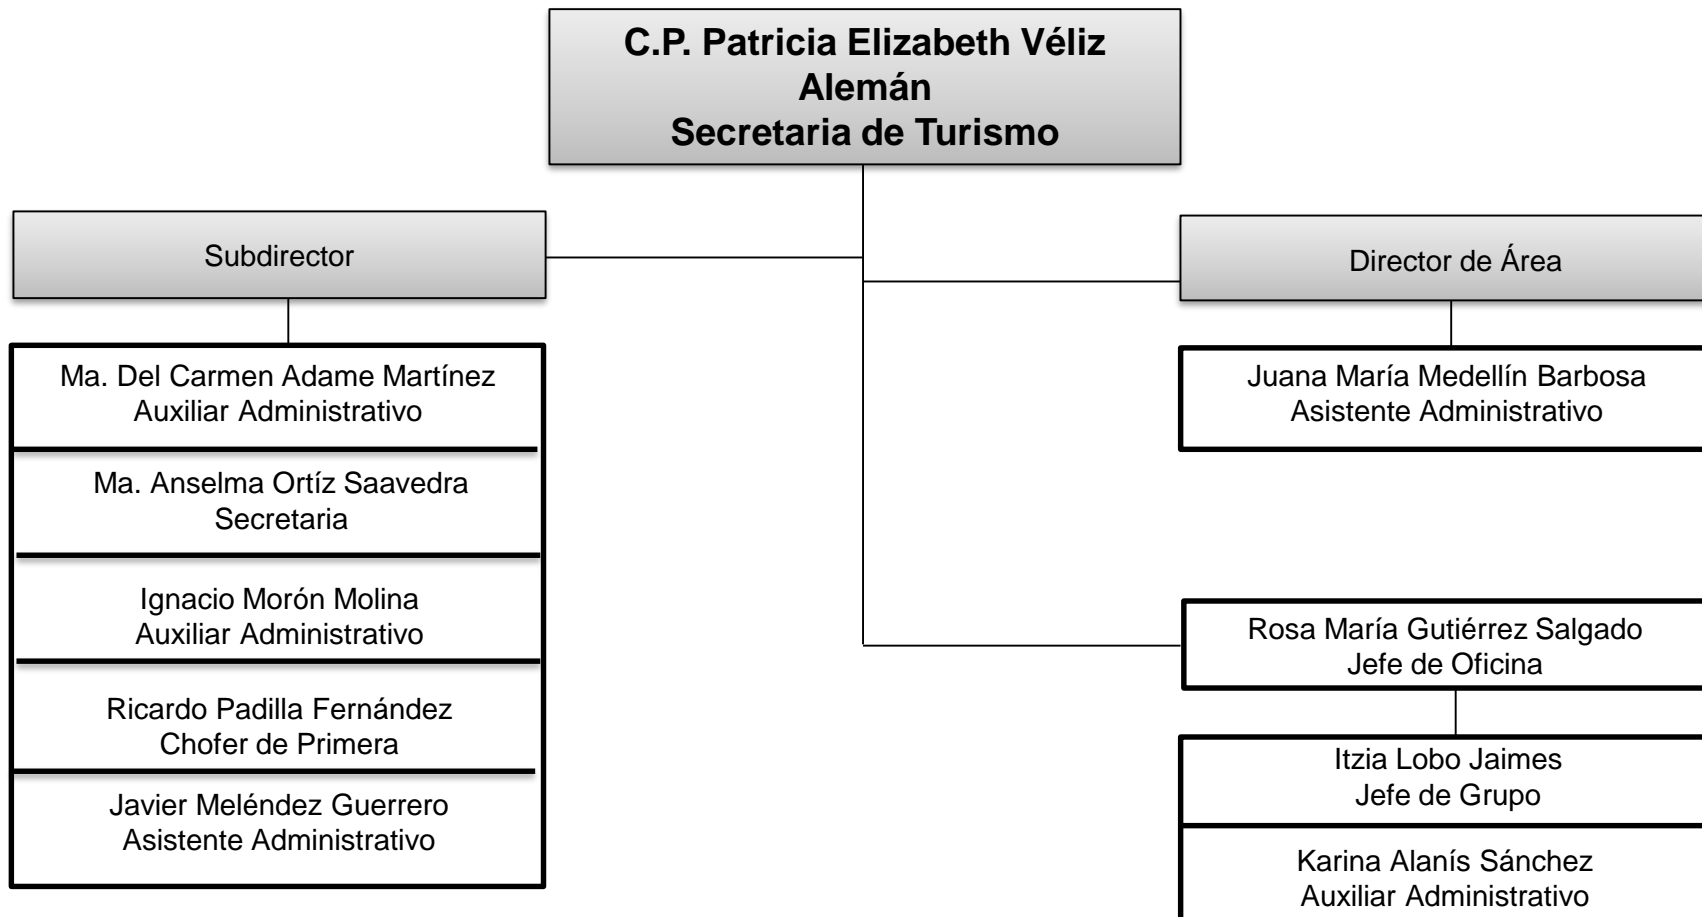 C.P. Patricia Elizabeth Véliz
Alemán
Secretaria de Turismo
Subdirector
Director de Área
Ma. Del Carmen Adame Martínez
Auxiliar Administrativo
Ma. Anselma Ortíz Saavedra
Secretaria
Ignacio Morón Molina
Auxiliar Administrativo
Ricardo Padilla Fernández
Chofer de Primera
Javier Meléndez Guerrero
Asistente Administrativo
Juana María Medellín Barbosa
Asistente Administrativo
Rosa María Gutiérrez Salgado
Jefe de Oficina
Itzia Lobo Jaimes
Jefe de Grupo
Karina Alanís Sánchez
Auxiliar Administrativo